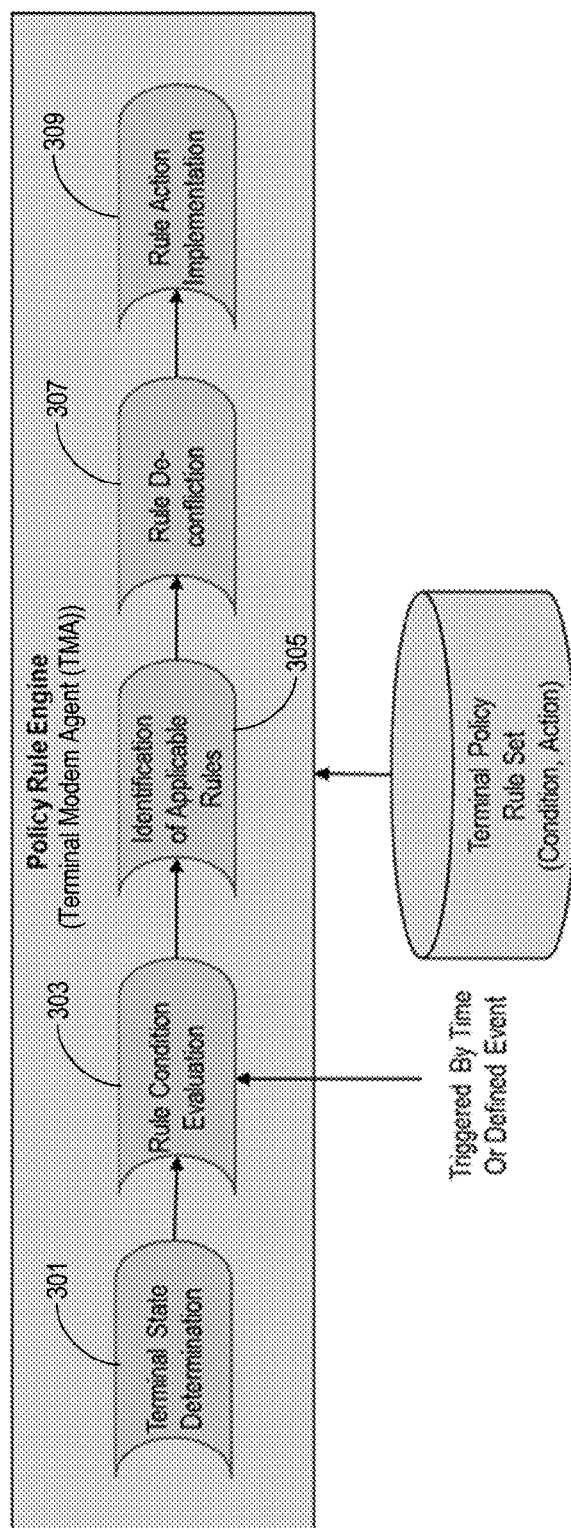 Policy Rule Engine
(Terminal Modem Agent (TMA))
301
Terminal State
Determination
303
Rule Condition
Evaluation
Identification
of Applicable
Rules
305
307
Rule De-
confliction
309
Rule Action
Implementation
Triggered By Time
Or Defined Event
Terminal Policy
Rule Set
(Condition, Action)